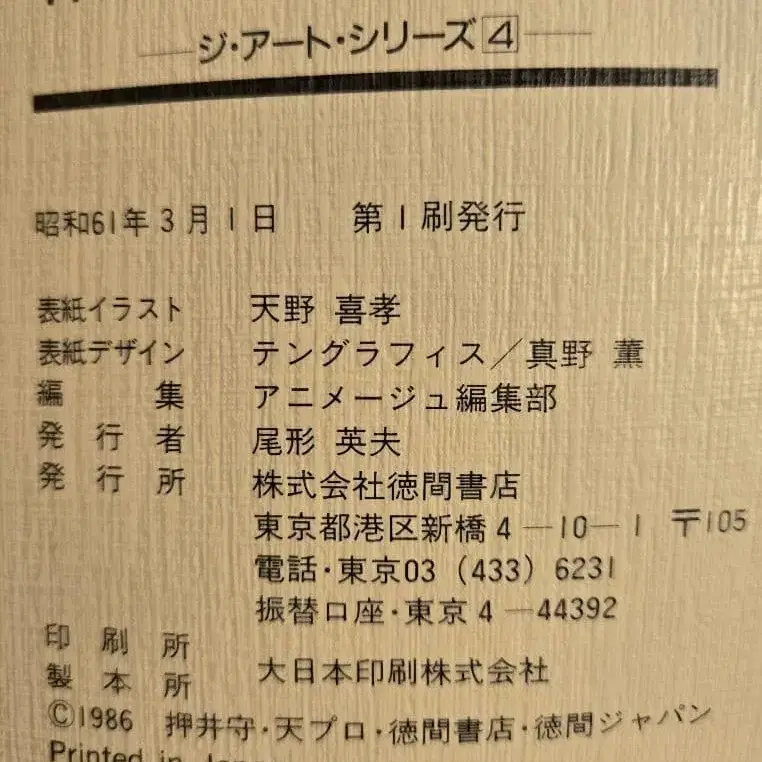 ジ・アート・シリーズ4
昭和61年3月1日 第1刷発行
表紙イラスト 天野 喜孝
表紙デザイン テングラフィス/真野 薫
編集 アニメージュ編集部
発行者 尾形 英夫
発行所 株式会社徳間書店
東京都港区新橋4-10-1 〒105
電話・東京03 (433) 6231
振替口座・東京4-44392
印刷所
製本所 大日本印刷株式会社
©1986 押井守・天プロ・徳間書店・徳間ジャパン
Printed in